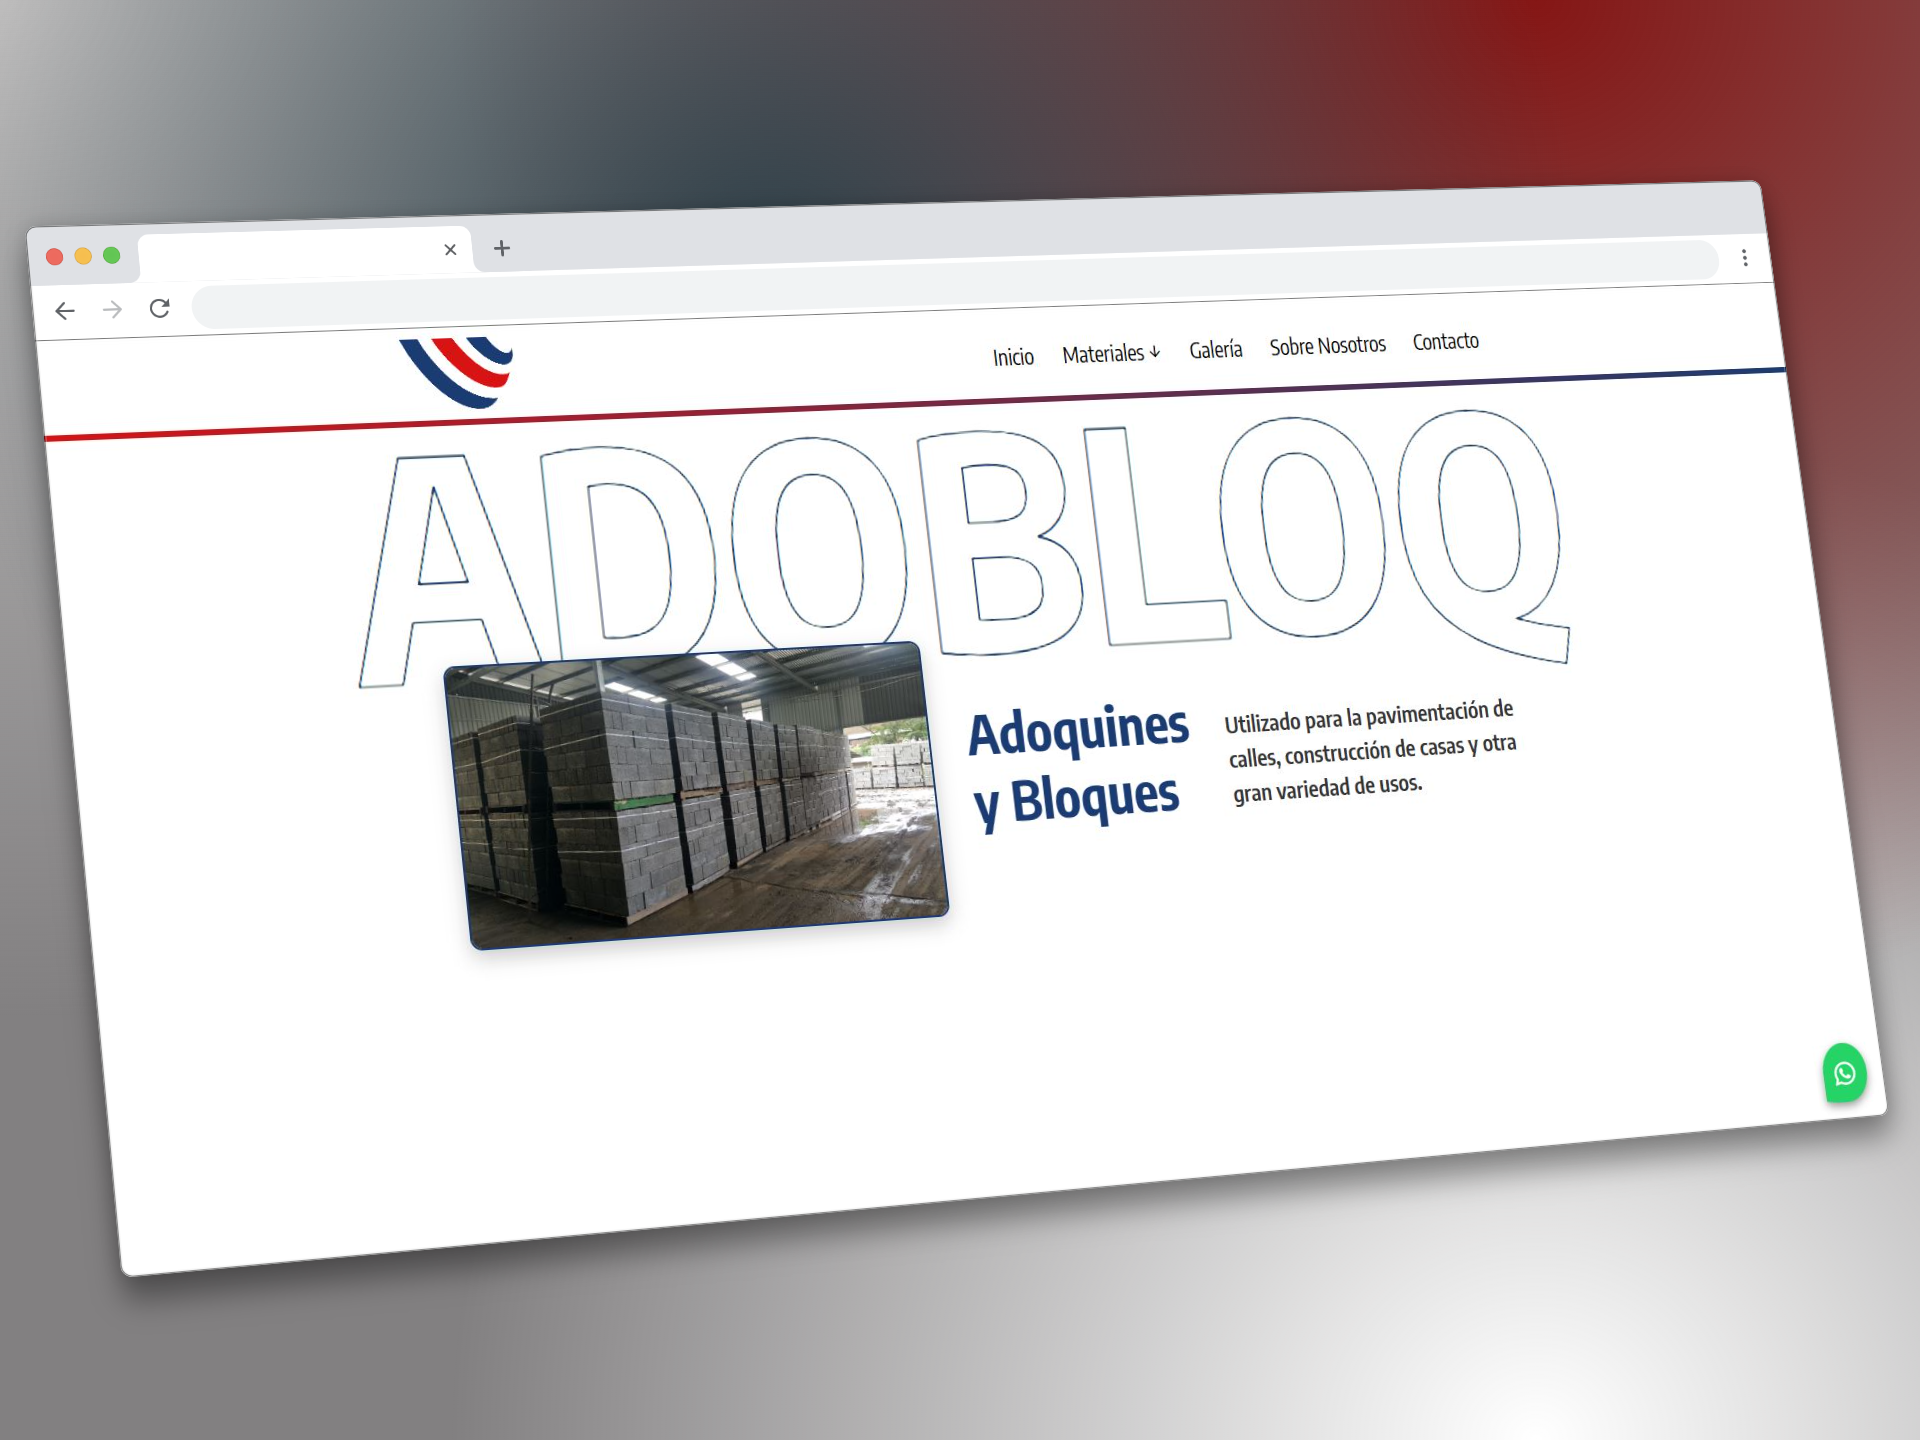 Inicio Materiales ↓ Galería Sobre Nosotros Contacto
ADOBLOQ
Adoquines
y Bloques
Utilizado para la pavimentación de
calles, construcción de casas y otra
gran variedad de usos.